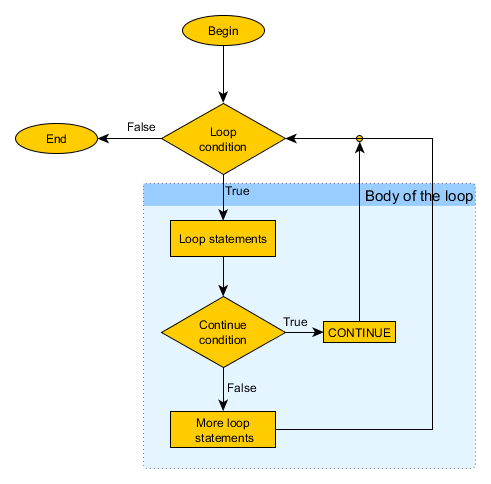 Begin
End
False
Loop
condition
True
Body of the loop
Loop statements
Continue
condition
True
CONTINUE
False
More loop
statements